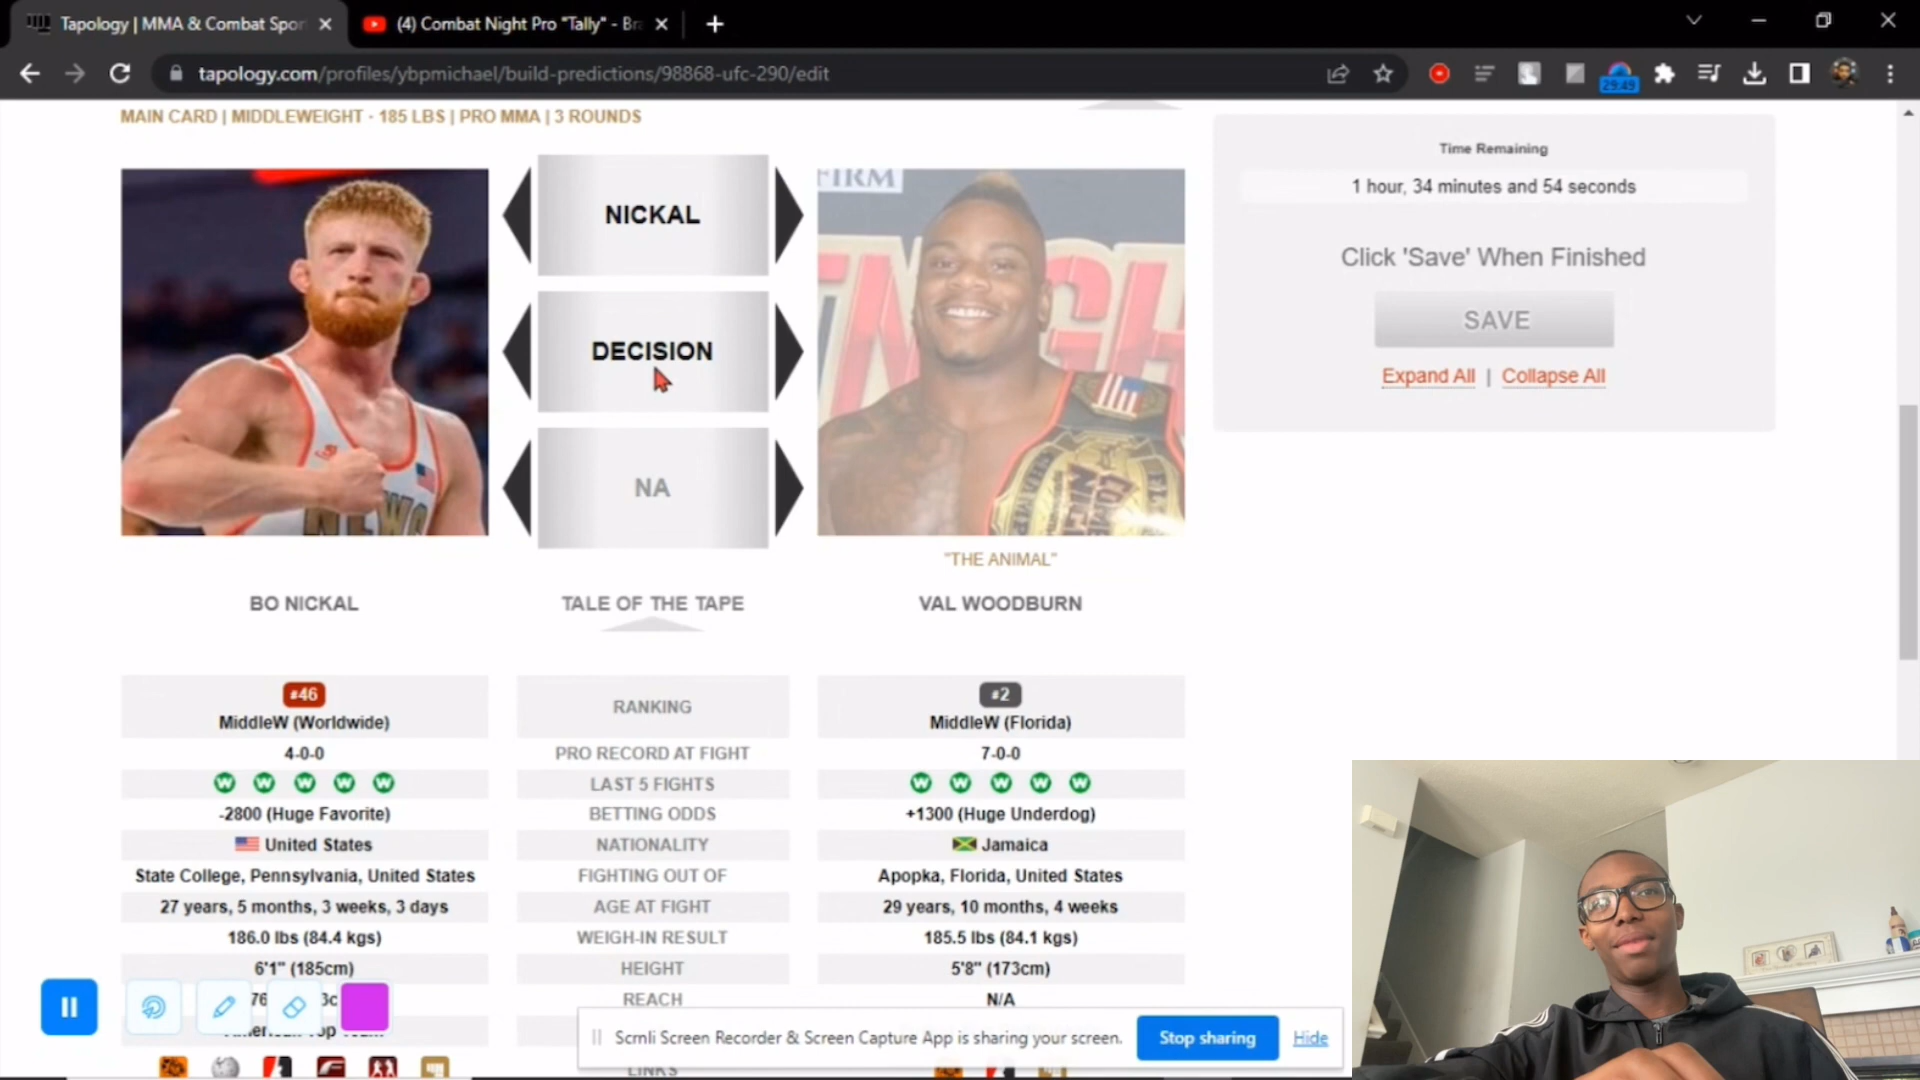 Tapology | MMA & Combat Spor
(4) Combat Night Pro "Tally" - Br
tapology.com/profiles/ybpmichael/build-predictions/98868-ufc-290/edit
29:49
MAIN CARD | MIDDLEWEIGHT - 185 LBS | PRO MMA | 3 ROUNDS
NICKAL
DECISION
NA
FIRM
"THE ANIMAL"
BO NICKAL
TALE OF THE TAPE
VAL WOODBURN
#46
MiddleW (Worldwide)
RANKING
#2
MiddleW (Florida)
4-0-0
PRO RECORD AT FIGHT
7-0-0
W W W W W
LAST 5 FIGHTS
W W W W W
-2800 (Huge Favorite)
BETTING ODDS
+1300 (Huge Underdog)
United States
NATIONALITY
Jamaica
State College, Pennsylvania, United States
FIGHTING OUT OF
Apopka, Florida, United States
27 years, 5 months, 3 weeks, 3 days
AGE AT FIGHT
29 years, 10 months, 4 weeks
186.0 lbs (84.4 kgs)
WEIGH-IN RESULT
185.5 lbs (84.1 kgs)
6'1" (185cm)
HEIGHT
5'8" (173cm)
REACH
N/A
LINKS
Time Remaining
1 hour, 34 minutes and 54 seconds
Click 'Save' When Finished
SAVE
Expand All | Collapse All
Scrnli Screen Recorder & Screen Capture App is sharing your screen.
Stop sharing
Hide